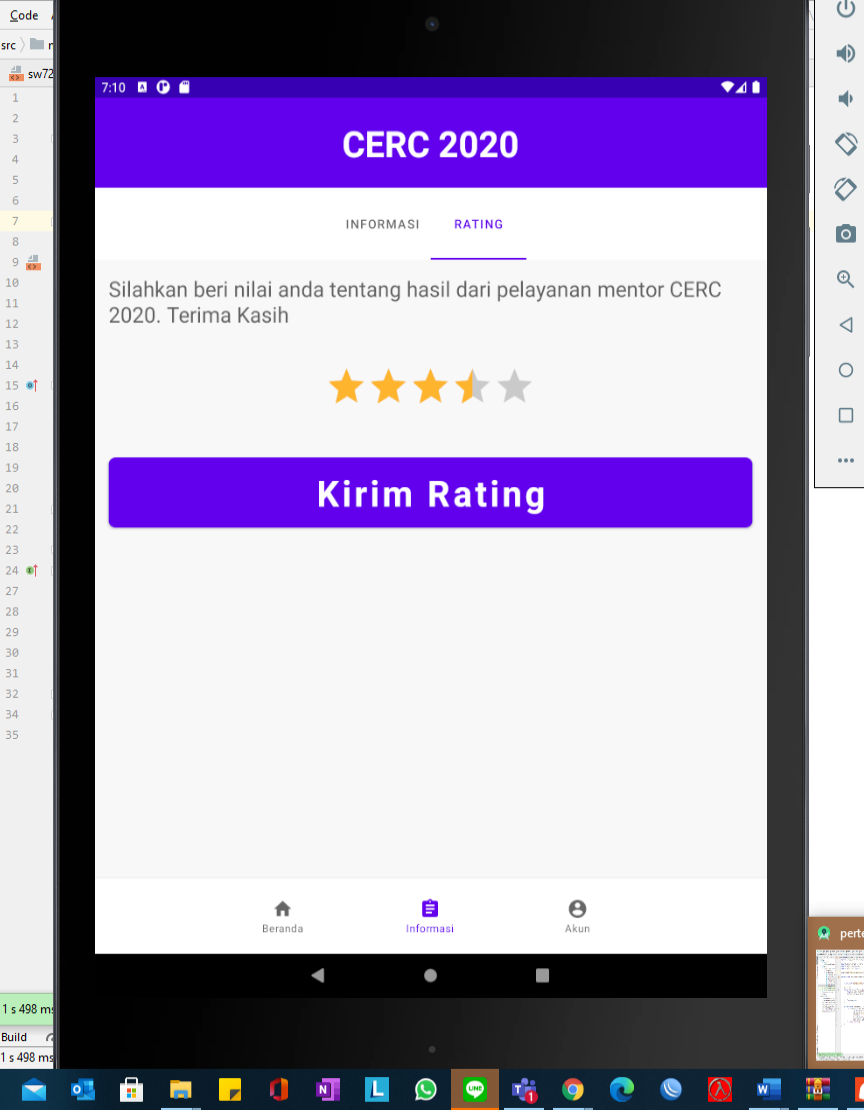 Code
src
sw72
1
2
3
4
5
6
7
8
9
10
11
12
13
14
15
16
17
18
19
20
21
22
23
24
27
28
29
30
31
32
34
35
7:10
CERC 2020
INFORMASI RATING
Silahkan beri nilai anda tentang hasil dari pelayanan mentor CERC
2020. Terima Kasih
Kirim Rating
Beranda Informasi Akun
perte
1 s 498 ms
Build
1 s 498 ms